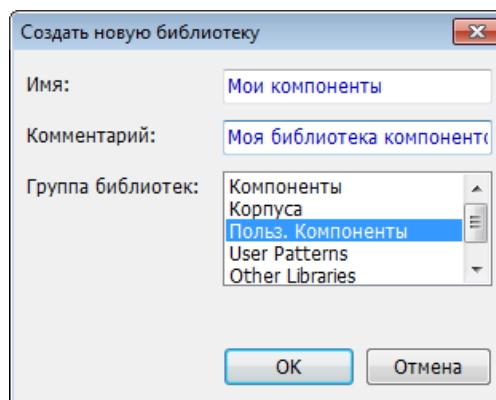 Создать новую библиотеку
Имя: Мои компоненты
Комментарий: Моя библиотека
Группа библиотек: Компоненты
Корпуса
Польз. Компоненты
User Patterns
Other Libraries
OK Отмена